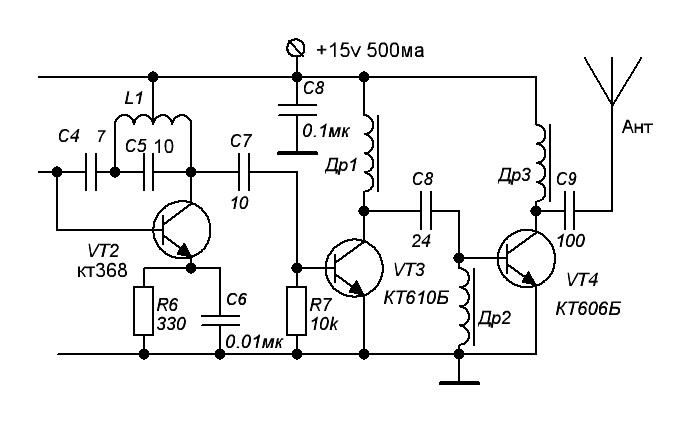 +15v 500ма
L1
C8
C4
7
C5
10
C7
0.1мк
Ант
Др1
Др3
C8
C9
10
24
100
VT2
кт368
VT3
КТ610Б
VT4
КТ606Б
R6
330
C6
0.01мк
R7
10k
Др2